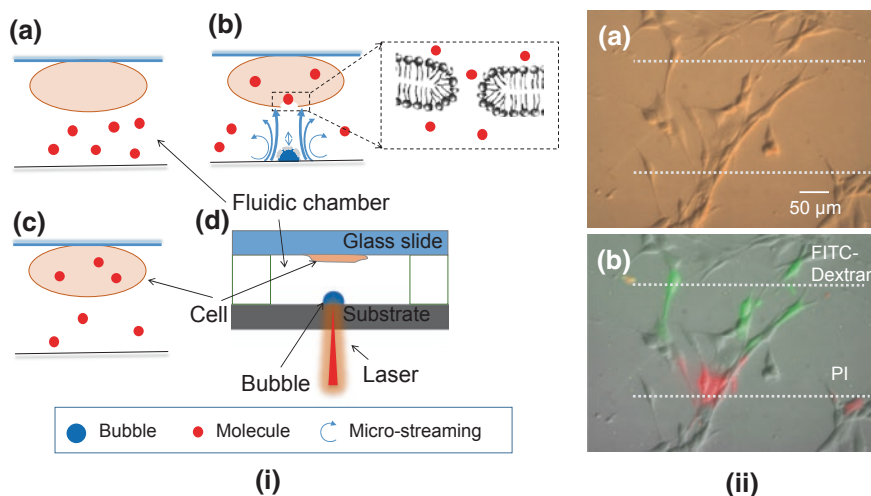 (a)
(b)
Fluidic chamber
(c)
(d)
Glass slide
Cell
Substrate
Bubble
Laser
Bubble
Molecule
Micro-streaming
(i)
(a)
50 µm
(b)
FITC-
Dextran
PI
(ii)